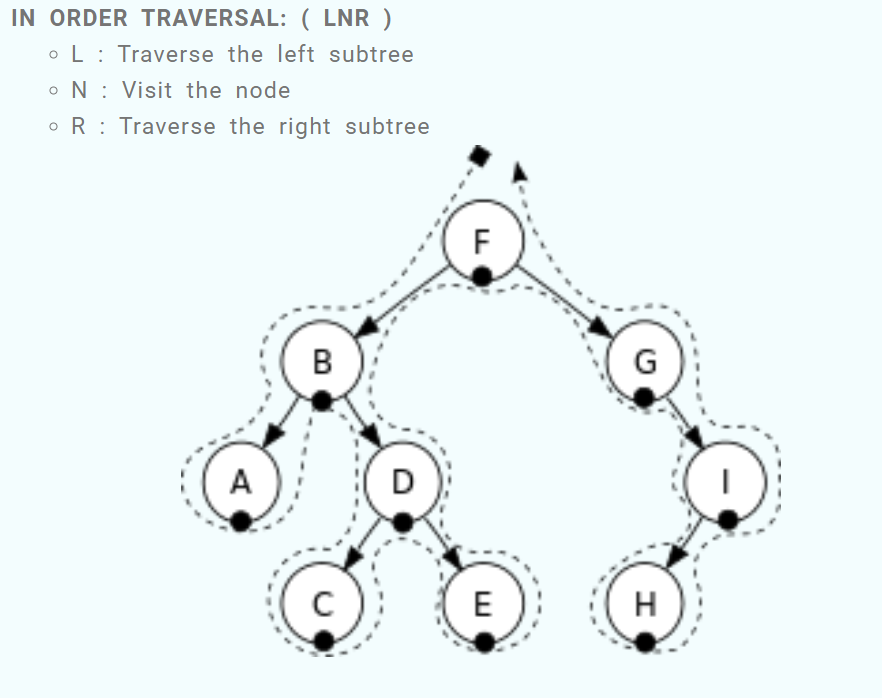 IN ORDER TRAVERSAL: ( LNR )
L : Traverse the left subtree
N : Visit the node
R : Traverse the right subtree
F
B
G
A
D
I
C
E
H